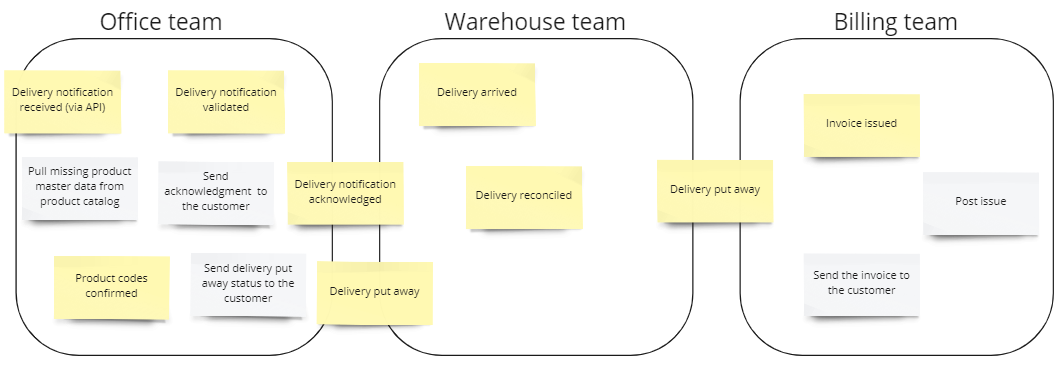 Office team
Warehouse team
Billing team
Delivery notification
received (via API)
Delivery notification
validated
Pull missing product
master data from
product catalog
Send
acknowledgment to
the customer
Delivery notification
acknowledged
Product codes
confirmed
Send delivery put
away status to the
customer
Delivery put away
Delivery arrived
Delivery reconciled
Delivery put away
Invoice issued
Post issue
Send the invoice to
the customer